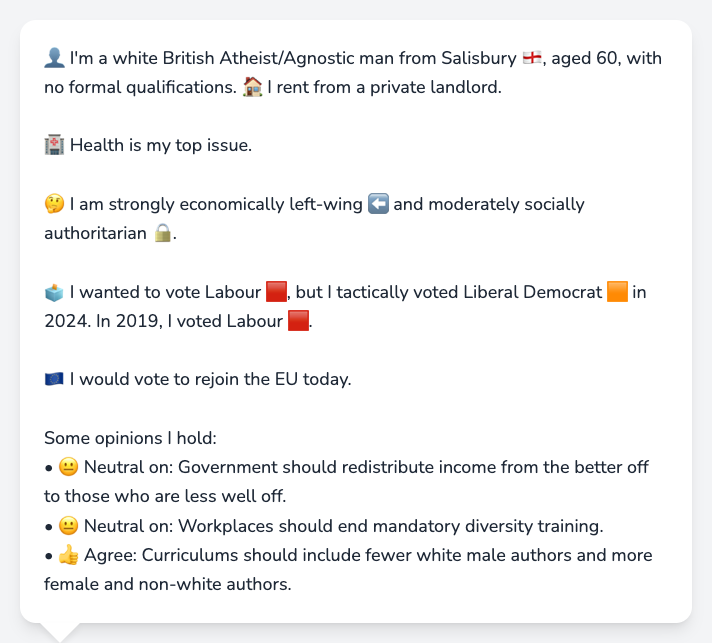 👤 I'm a white British Atheist/Agnostic man from Salisbury 🏴󠁧󠁢󠁥󠁮󠁧󠁿, aged 60, with
no formal qualifications. 🏠 I rent from a private landlord.
🏥 Health is my top issue.
🤔 I am strongly economically left-wing ⬅️ and moderately socially
authoritarian 🔒.
🗳️ I wanted to vote Labour 🟥, but I tactically voted Liberal Democrat 🟧 in
2024. In 2019, I voted Labour 🟥.
🇪🇺 I would vote to rejoin the EU today.
Some opinions I hold:
• 😐 Neutral on: Government should redistribute income from the better off
to those who are less well off.
• 😐 Neutral on: Workplaces should end mandatory diversity training.
• 👍 Agree: Curriculums should include fewer white male authors and more
female and non-white authors.